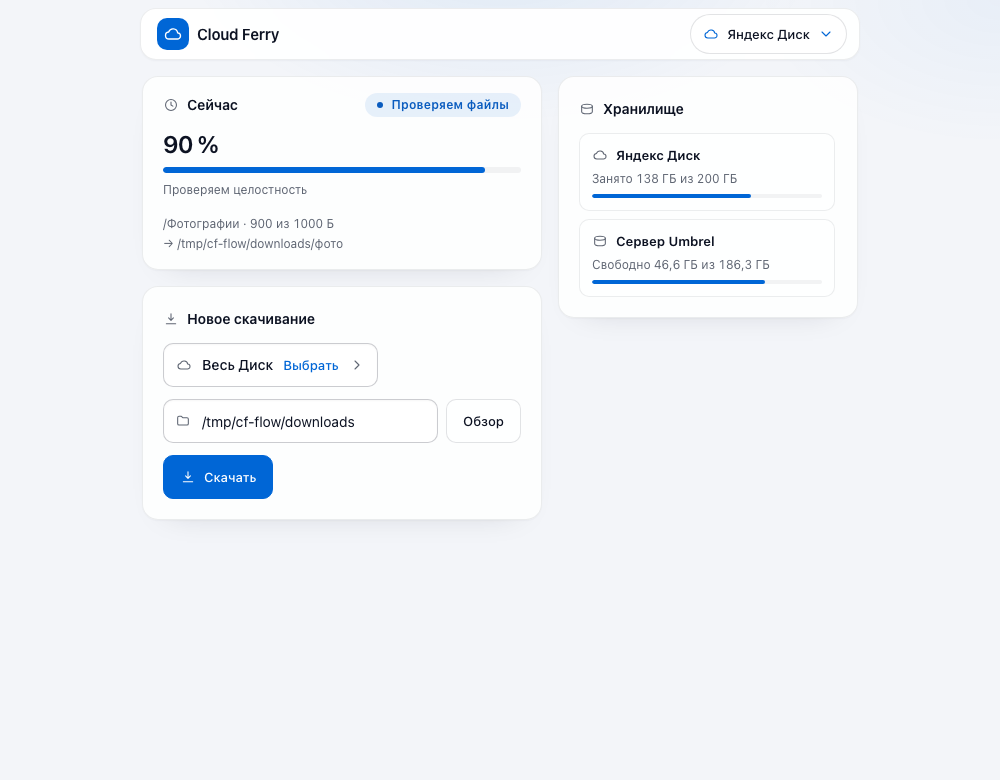 Cloud Ferry
Яндекс Диск
Сейчас
Проверяем файлы
90 %
Проверяем целостность
/Фотографии · 900 из 1000 Б
→ /tmp/cf-flow/downloads/фото
Новое скачивание
Весь Диск Выбрать
/tmp/cf-flow/downloads
Обзор
Скачать
Хранилище
Яндекс Диск
Занято 138 ГБ из 200 ГБ
Сервер Umbrel
Свободно 46,6 ГБ из 186,3 ГБ